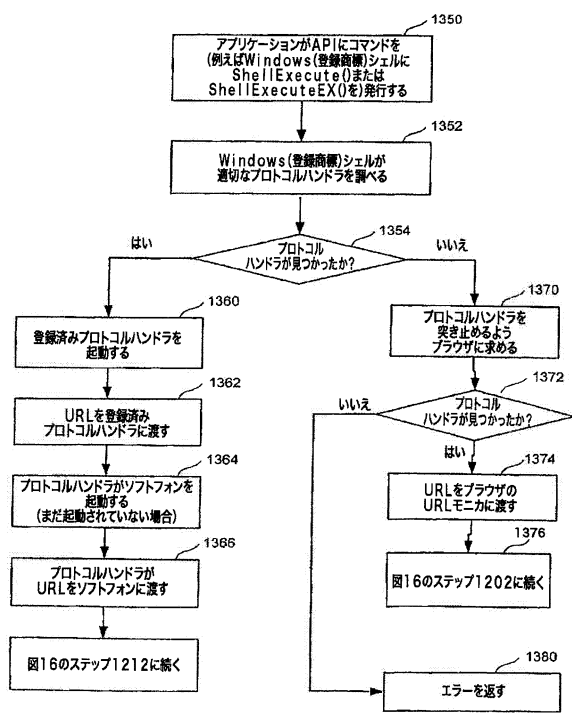 1350
アプリケーションがAPIにコマンドを
(例えばWindows(登録商標)シェルに
ShellExecute()または
ShellExecuteEX()を)発行する
1352
Windows(登録商標)シェルが
適切なプロトコルハンドラを調べる
1354
プロトコル
ハンドラが見つかったか?
はい
いいえ
1360
登録済みプロトコルハンドラを
起動する
1362
URLを登録済み
プロトコルハンドラに渡す
1364
プロトコルハンドラがソフトフォンを
起動する
(まだ起動されていない場合)
1366
プロトコルハンドラが
URLをソフトフォンに渡す
図16のステップ1212に続く
1370
プロトコルハンドラを
突き止めるよう
ブラウザに求める
1372
プロトコル
ハンドラが見つかったか?
いいえ
はい
1374
URLをブラウザの
URLモニカに渡す
1376
図16のステップ1202に続く
1380
エラーを返す